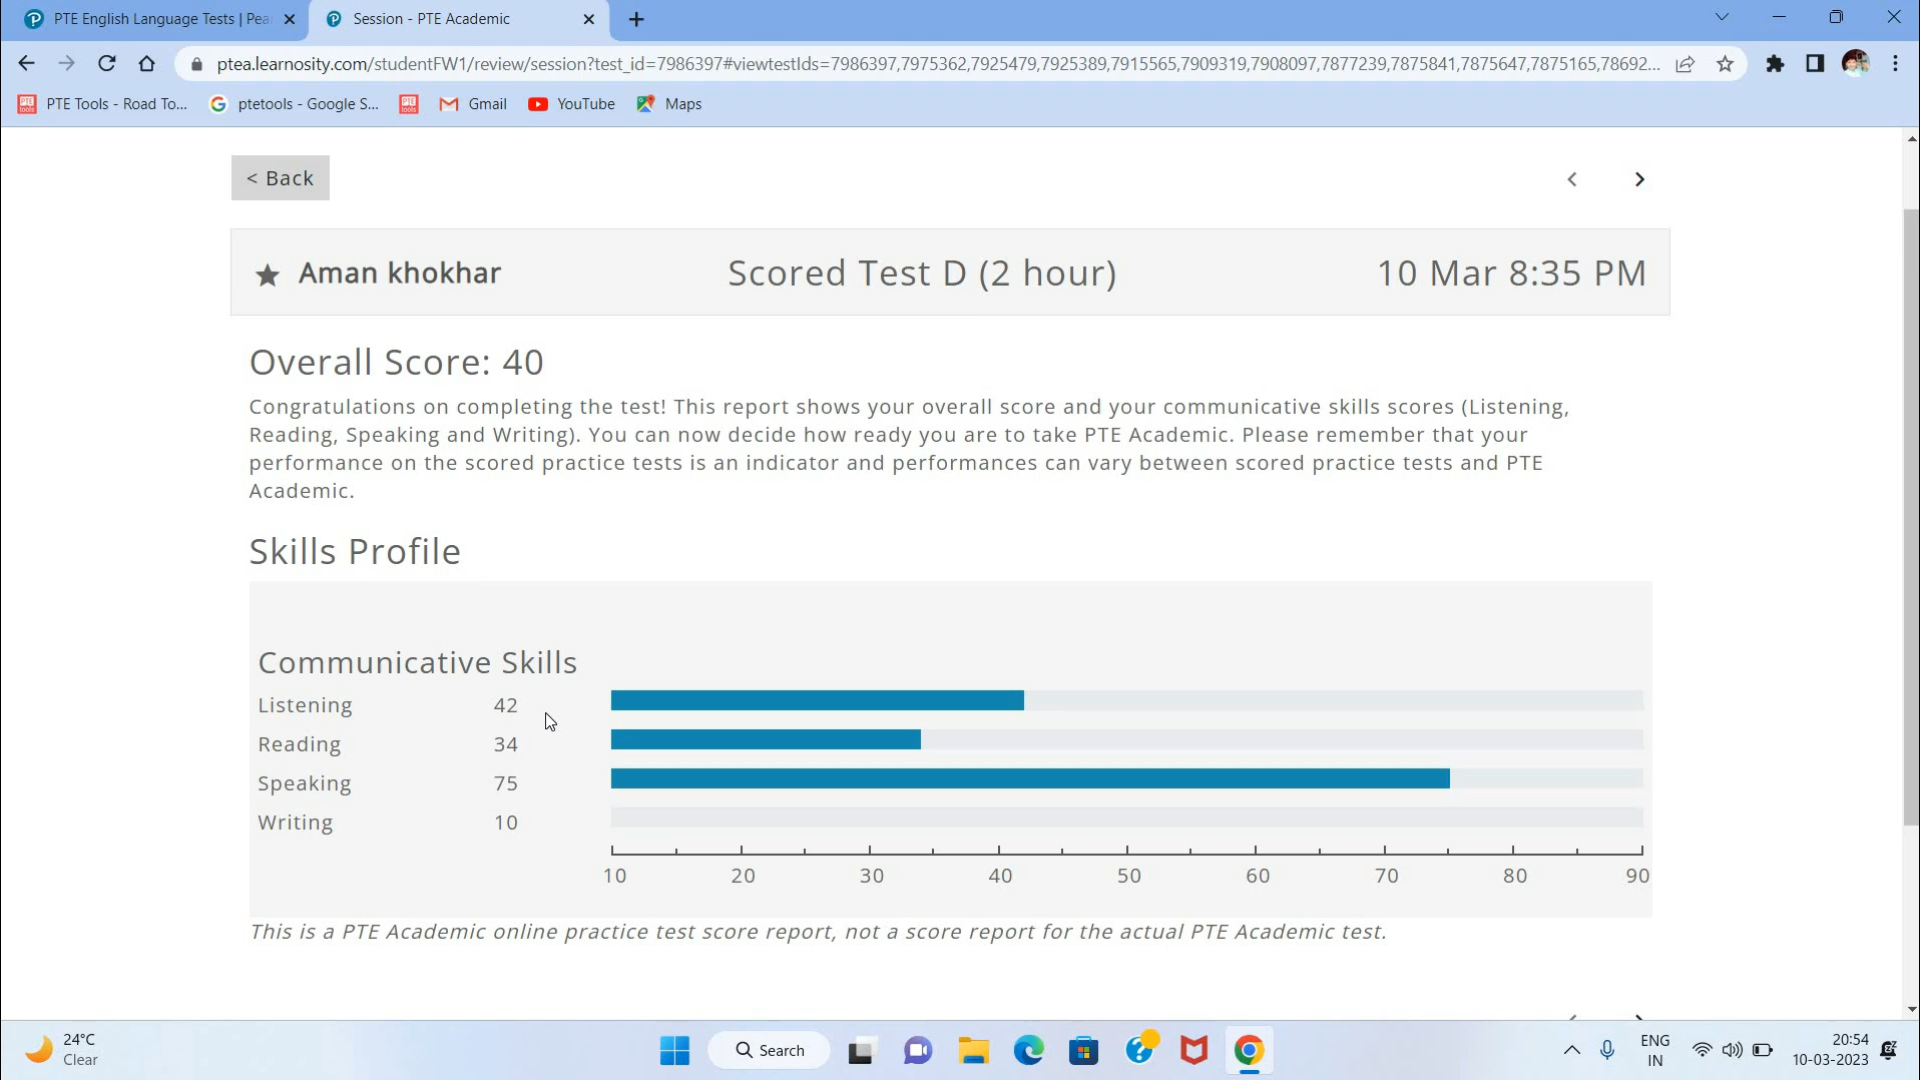 PTE English Language Tests | Pea
Session - PTE Academic
ptea.learnosity.com/studentFW1/review/session?test_id=7986397#viewtestIds=7986397,7975362,7925479,7925389,7915565,7909319,7908097,7877239,7875841,7875647,7875165,78692...
PTE Tools - Road To...
ptetools - Google S...
PTE tools
Gmail
YouTube
Maps
< Back
Aman khokhar
Scored Test D (2 hour)
10 Mar 8:35 PM
Overall Score: 40
Congratulations on completing the test! This report shows your overall score and your communicative skills scores (Listening,
Reading, Speaking and Writing). You can now decide how ready you are to take PTE Academic. Please remember that your
performance on the scored practice tests is an indicator and performances can vary between scored practice tests and PTE
Academic.
Skills Profile
Communicative Skills
Listening 42
Reading 34
Speaking 75
Writing 10
10 20 30 40 50 60 70 80 90
This is a PTE Academic online practice test score report, not a score report for the actual PTE Academic test.
24°C
Clear
Search
ENG
IN
20:54
10-03-2023